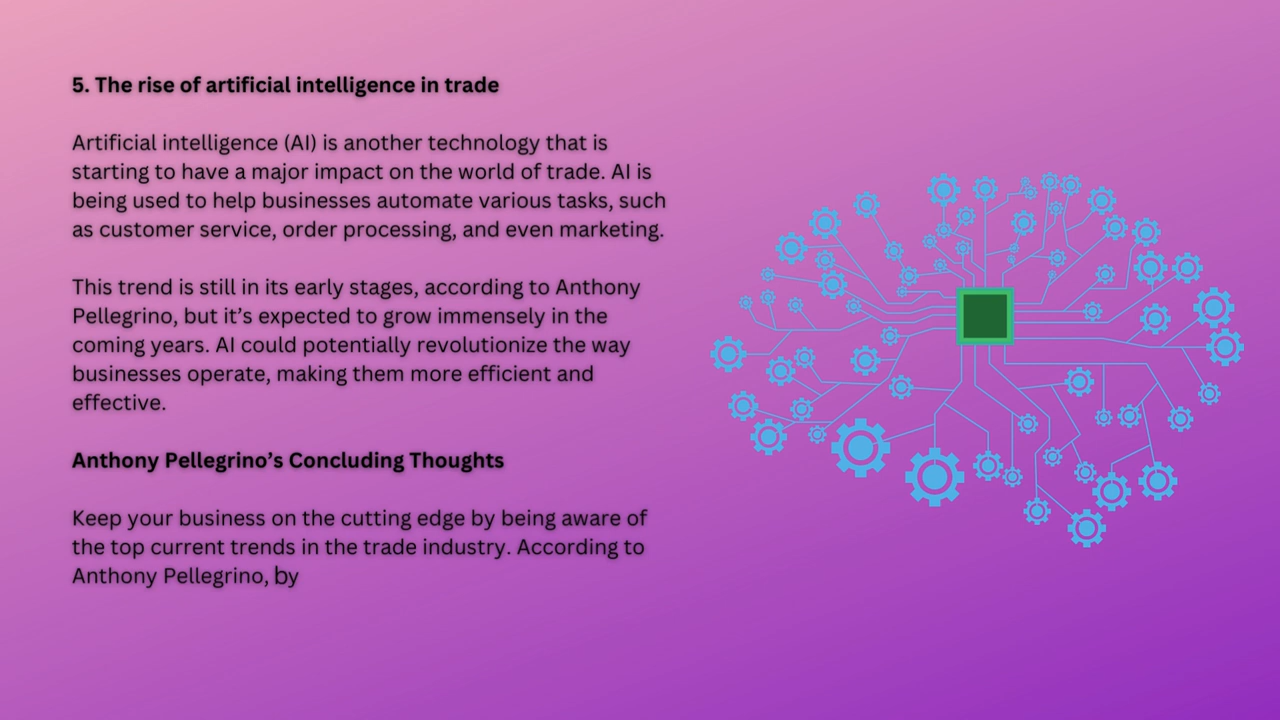 5. The rise of artificial intelligence in trade
Artificial intelligence (AI) is another technology that is
starting to have a major impact on the world of trade. AI is
being used to help businesses automate various tasks, such
as customer service, order processing, and even marketing.
This trend is still in its early stages, according to Anthony
Pellegrino, but it’s expected to grow immensely in the
coming years. AI could potentially revolutionize the way
businesses operate, making them more efficient and
effective.
Anthony Pellegrino’s Concluding Thoughts
Keep your business on the cutting edge by being aware of
the top current trends in the trade industry. According to
Anthony Pellegrino, by